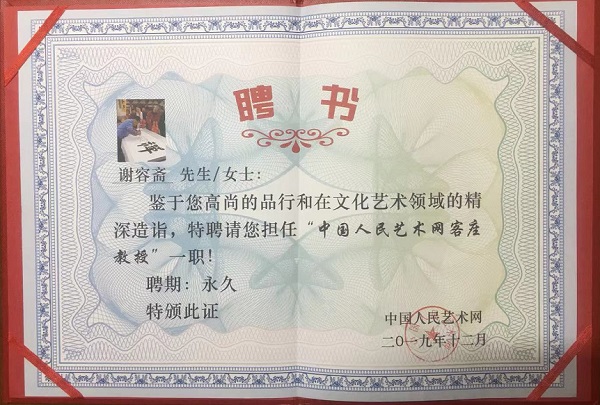 聘书
谢容斋 先生/女士:
鉴于您高尚的品行和在文化艺术领域的精
深造诣，特聘请您担任“中国人民艺术网客座
教授”一职!
聘期：永久
特颁此证
中国人民艺术网
二〇一九年十二月